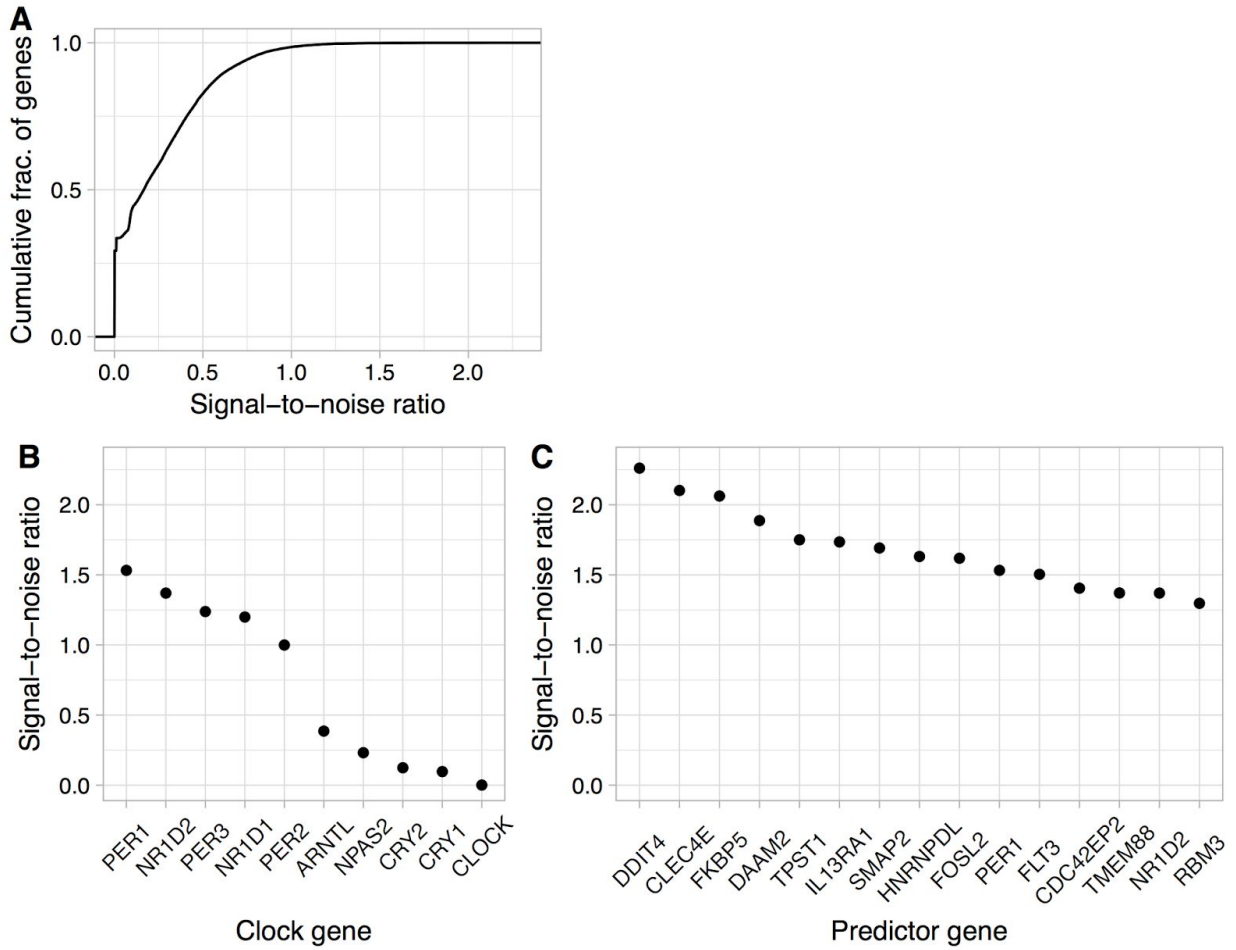 A
Cumulative frac. of genes
1.0
0.5
0.0
0.0 0.5 1.0 1.5 2.0
Signal−to−noise ratio
B
Signal−to−noise ratio
2.0
1.5
1.0
0.5
0.0
PER1 NR1D2 PER3 NR1D1 PER2 ARNTL NPAS2 CRY2 CRY1 CLOCK
Clock gene
C
Signal−to−noise ratio
2.0
1.5
1.0
0.5
0.0
DDIT4 CLEC4E FKBP5 DAAM2 TPST1 IL13RA1 SMAP2 HNRNPDL FOSL2 PER1 FLT3 CDC42EP2 TMEM88 NR1D2 RBM3
Predictor gene